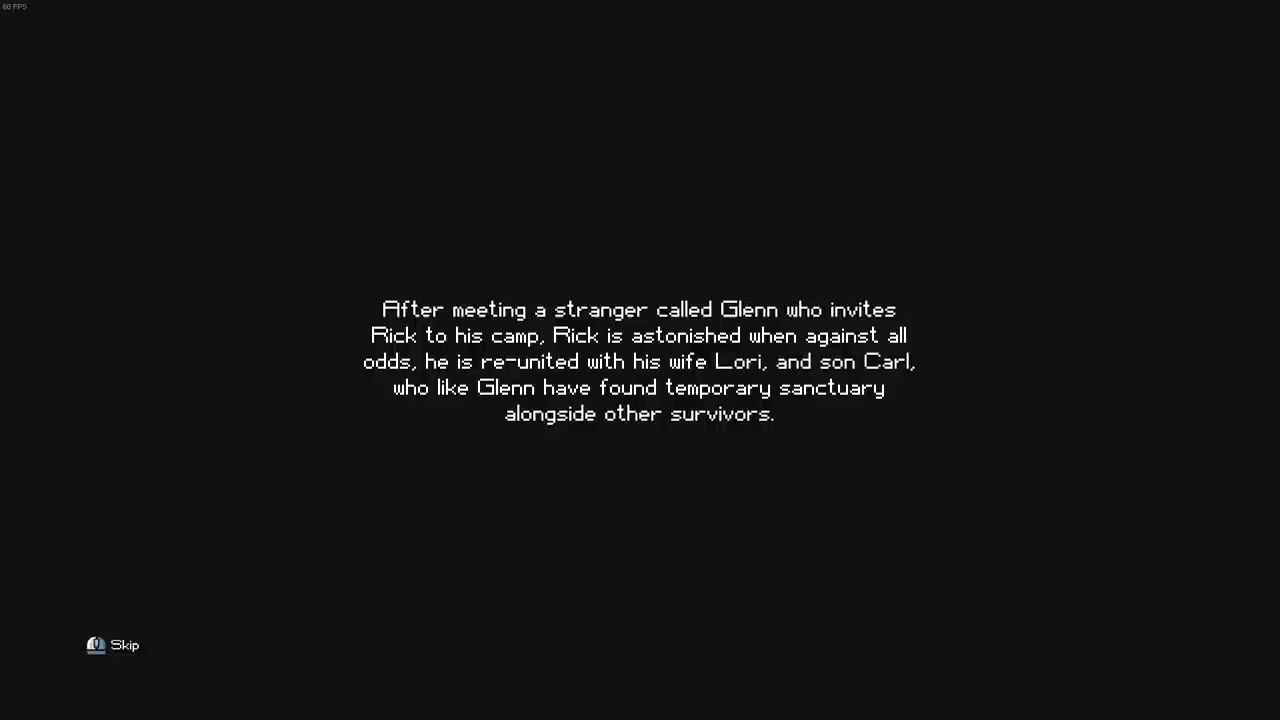 60 FPS
After meeting a stranger called Glenn who invites
Rick to his camp, Rick is astonished when against all
odds, he is re-united with his wife Lori, and son Carl,
who like Glenn have found temporary sanctuary
alongside other survivors.
Skip